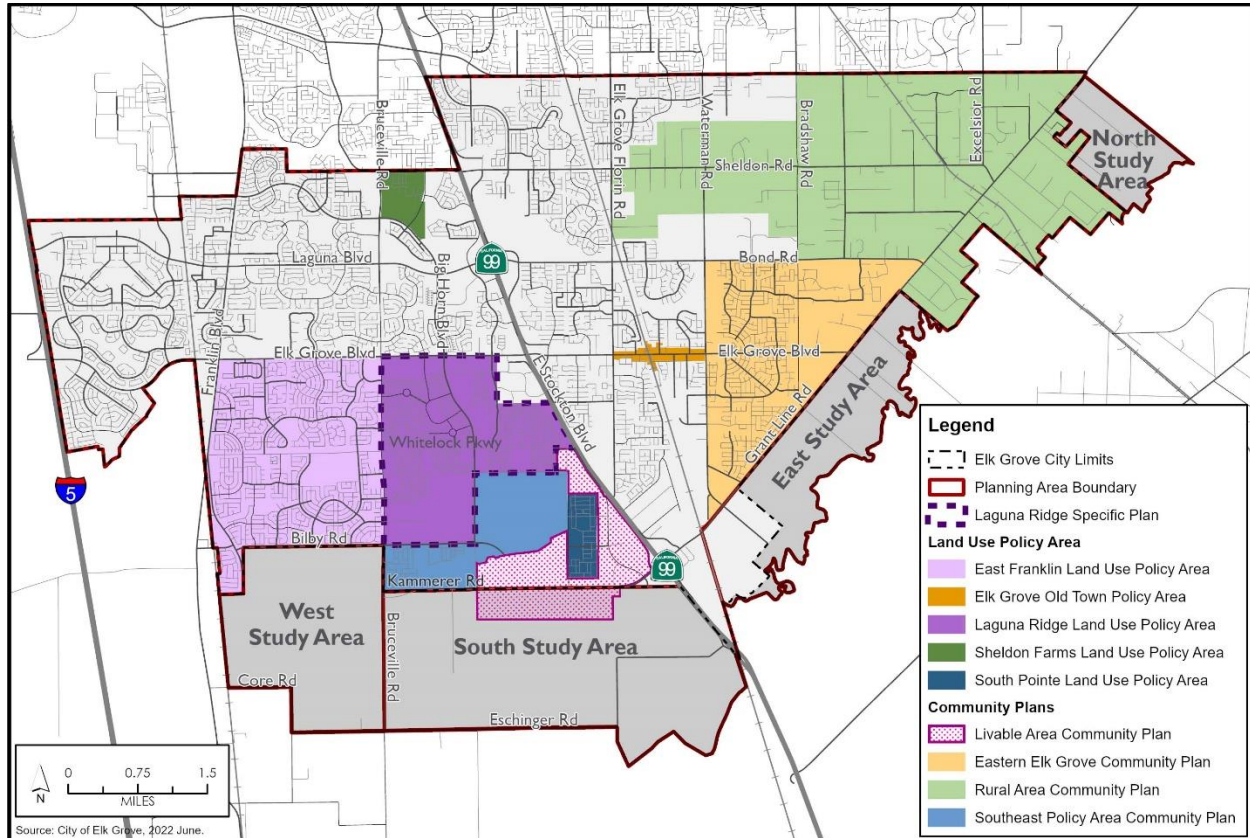 Bruceville Rd
Elk Grove Florin Rd
Waterman Rd
Bradshaw Rd
Excelsior Rd
North
Study
Area
Sheldon Rd
CALIFORNIA
99
Laguna Blvd
Big Horn Blvd
Bond Rd
Franklin Blvd
Elk Grove Blvd
E Stockton Blvd
Elk Grove Blvd
Grant Line Rd
East Study Area
Whitelock Pkwy
5
Bilby Rd
CALIFORNIA
99
Kammerer Rd
West
Study Area
Bruceville Rd
South Study Area
Core Rd
Eschinger Rd
Legend
Elk Grove City Limits
Planning Area Boundary
Laguna Ridge Specific Plan
Land Use Policy Area
East Franklin Land Use Policy Area
Elk Grove Old Town Policy Area
Laguna Ridge Land Use Policy Area
Sheldon Farms Land Use Policy Area
South Pointe Land Use Policy Area
Community Plans
Livable Area Community Plan
Eastern Elk Grove Community Plan
Rural Area Community Plan
Southeast Policy Area Community Plan
N
0 0.75 1.5
MILES
Source: City of Elk Grove, 2022 June.